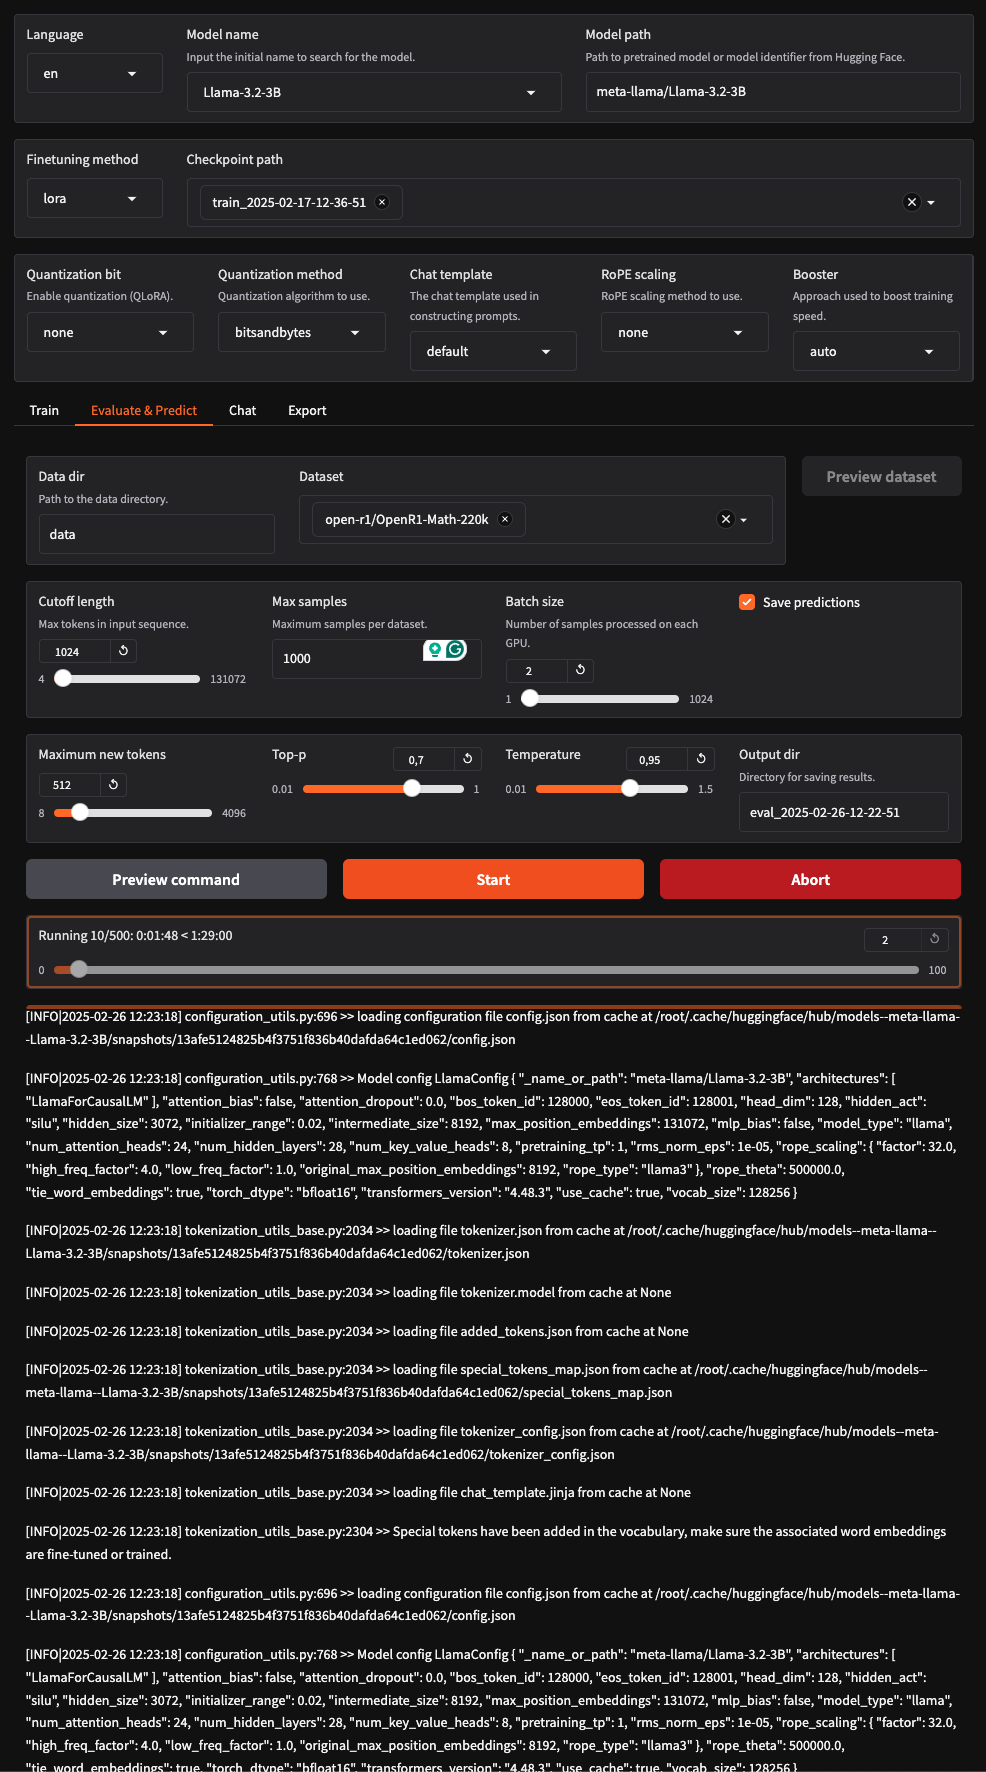 Language
Model name
Model path
Input the initial name to search for the model.
Path to pretrained model or model identifier from Hugging Face.
en
Llama-3.2-3B
meta-llama/Llama-3.2-3B
Finetuning method
Checkpoint path
lora
train_2025-02-17-12-36-51
Quantization bit
Quantization method
Chat template
RoPE scaling
Booster
Enable quantization (QLoRA).
Quantization algorithm to use.
The chat template used in
constructing prompts.
RoPE scaling method to use.
Approach used to boost training
speed.
none
bitsandbytes
default
none
auto
Train
Evaluate & Predict
Chat
Export
Data dir
Dataset
Preview dataset
Path to the data directory.
data
open-r1/OpenR1-Math-220k
Cutoff length
Max samples
Batch size
Save predictions
Max tokens in input sequence.
Maximum samples per dataset.
Number of samples processed on each
GPU.
1024
1000
2
4
131072
1
1024
Maximum new tokens
Top-p
0,7
Temperature
0,95
Output dir
Directory for saving results.
512
0.01
1
0.01
1.5
8
4096
eval_2025-02-26-12-22-51
Preview command
Start
Abort
Running 10/500: 0:01:48 < 1:29:00
2
0
100
[INFO|2025-02-26 12:23:18] configuration_utils.py:696 >> loading configuration file config.json from cache at /root/.cache/huggingface/hub/models--meta-llama-
-Llama-3.2-3B/snapshots/13afe5124825b4f3751f836b40dafda64c1ed062/config.json
[INFO|2025-02-26 12:23:18] configuration_utils.py:768 >> Model config LlamaConfig { "_name_or_path": "meta-llama/Llama-3.2-3B", "architectures": [
"LlamaForCausalLM" ], "attention_bias": false, "attention_dropout": 0.0, "bos_token_id": 128000, "eos_token_id": 128001, "head_dim": 128, "hidden_act":
"silu", "hidden_size": 3072, "initializer_range": 0.02, "intermediate_size": 8192, "max_position_embeddings": 131072, "mlp_bias": false, "model_type": "llama",
"num_attention_heads": 24, "num_hidden_layers": 28, "num_key_value_heads": 8, "pretraining_tp": 1, "rms_norm_eps": 1e-05, "rope_scaling": { "factor": 32.0,
"high_freq_factor": 4.0, "low_freq_factor": 1.0, "original_max_position_embeddings": 8192, "rope_type": "llama3" }, "rope_theta": 500000.0,
"tie_word_embeddings": true, "torch_dtype": "bfloat16", "transformers_version": "4.48.3", "use_cache": true, "vocab_size": 128256 }
[INFO|2025-02-26 12:23:18] tokenization_utils_base.py:2034 >> loading file tokenizer.json from cache at /root/.cache/huggingface/hub/models--meta-llama--
Llama-3.2-3B/snapshots/13afe5124825b4f3751f836b40dafda64c1ed062/tokenizer.json
[INFO|2025-02-26 12:23:18] tokenization_utils_base.py:2034 >> loading file tokenizer.model from cache at None
[INFO|2025-02-26 12:23:18] tokenization_utils_base.py:2034 >> loading file added_tokens.json from cache at None
[INFO|2025-02-26 12:23:18] tokenization_utils_base.py:2034 >> loading file special_tokens_map.json from cache at /root/.cache/huggingface/hub/models--
meta-llama--Llama-3.2-3B/snapshots/13afe5124825b4f3751f836b40dafda64c1ed062/special_tokens_map.json
[INFO|2025-02-26 12:23:18] tokenization_utils_base.py:2034 >> loading file tokenizer_config.json from cache at /root/.cache/huggingface/hub/models--meta-
llama--Llama-3.2-3B/snapshots/13afe5124825b4f3751f836b40dafda64c1ed062/tokenizer_config.json
[INFO|2025-02-26 12:23:18] tokenization_utils_base.py:2034 >> loading file chat_template.jinja from cache at None
[INFO|2025-02-26 12:23:18] tokenization_utils_base.py:2304 >> Special tokens have been added in the vocabulary, make sure the associated word embeddings
are fine-tuned or trained.
[INFO|2025-02-26 12:23:18] configuration_utils.py:696 >> loading configuration file config.json from cache at /root/.cache/huggingface/hub/models--meta-llama-
-Llama-3.2-3B/snapshots/13afe5124825b4f3751f836b40dafda64c1ed062/config.json
[INFO|2025-02-26 12:23:18] configuration_utils.py:768 >> Model config LlamaConfig { "_name_or_path": "meta-llama/Llama-3.2-3B", "architectures": [
"LlamaForCausalLM" ], "attention_bias": false, "attention_dropout": 0.0, "bos_token_id": 128000, "eos_token_id": 128001, "head_dim": 128, "hidden_act":
"silu", "hidden_size": 3072, "initializer_range": 0.02, "intermediate_size": 8192, "max_position_embeddings": 131072, "mlp_bias": false, "model_type": "llama",
"num_attention_heads": 24, "num_hidden_layers": 28, "num_key_value_heads": 8, "pretraining_tp": 1, "rms_norm_eps": 1e-05, "rope_scaling": { "factor": 32.0,
"high_freq_factor": 4.0, "low_freq_factor": 1.0, "original_max_position_embeddings": 8192, "rope_type": "llama3" }, "rope_theta": 500000.0,
"tie_word_embeddings": true, "torch_dtype": "bfloat16", "transformers_version": "4.48.3", "use_cache": true, "vocab_size": 128256 }